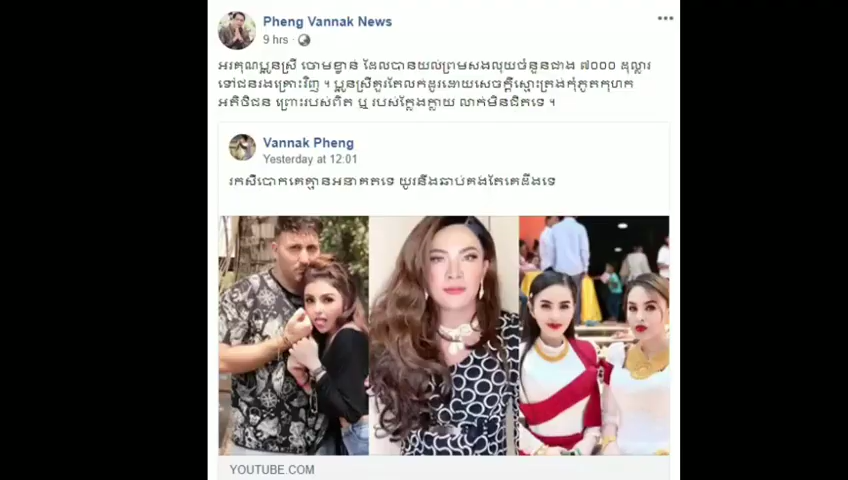 Pheng Vannak News
9 hrs ·
អរគុណប្អូនស្រី ចោមខ្វាន់ ដែលបានយល់ព្រមសងលុយចំនួនជាង ៧០០០ ដុល្លារ
ទៅជនរងគ្រោះវិញ ។ ប្អូនស្រីគួរតែលក់ដូរដោយសេចក្តីស្មោះត្រង់កុំភូតកុហក
អតិថិជន ព្រោះរបស់ពិត ឬ របស់ក្លែងក្លាយ លាក់មិនជិតទេ ។
Vannak Pheng
Yesterday at 12:01
រកស៊ីបោកគេគ្មានអនាគតទេ យូរនឹងឆាប់គង់តែគេដឹងទេ
YOUTUBE.COM